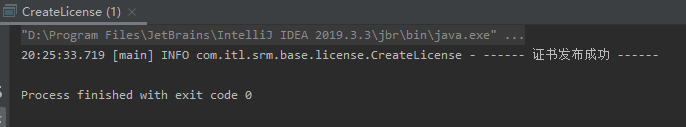 CreateLicense (1) ×
"D:\Program Files\JetBrains\IntelliJ IDEA 2019.3.3\jbr\bin\java.exe" ...
20:25:33.719 [main] INFO com.itl.srm.base.license.CreateLicense - ------ 证书发布成功 ------
Process finished with exit code 0